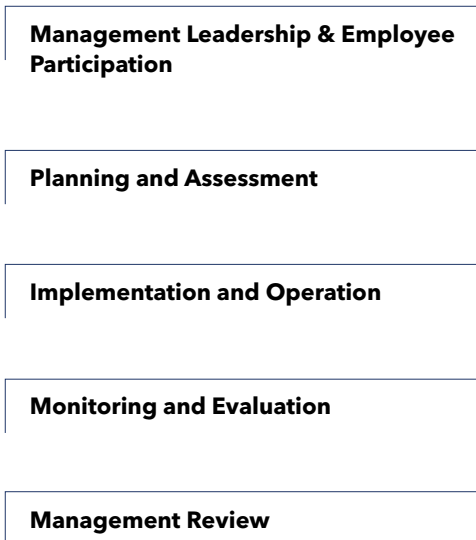 Management Leadership & Employee
Participation
Planning and Assessment
Implementation and Operation
Monitoring and Evaluation
Management Review